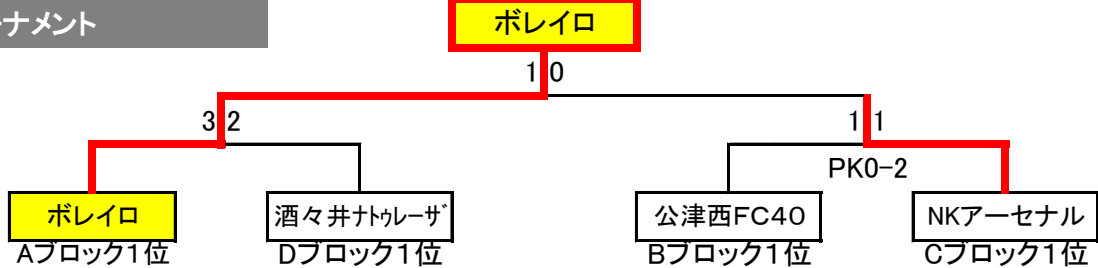 ーナメント
ボレイロ
1 0
3 2
1 1
PK0-2
ボレイロ
酒々井ナトゥレーザ
公津西FC40
NKアーセナル
Aブロック1位
Dブロック1位
Bブロック1位
Cブロック1位